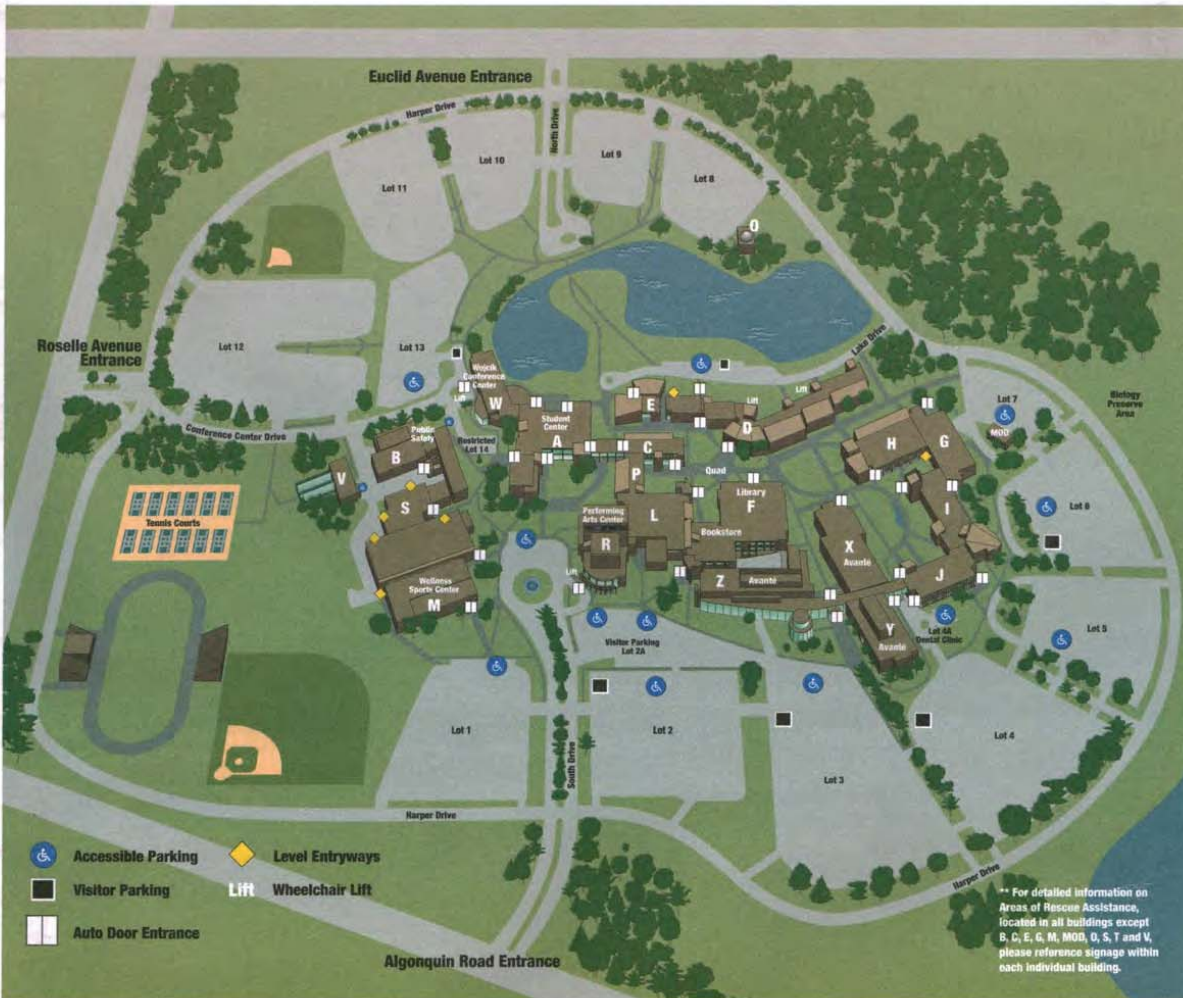 Euclid Avenue Entrance
Harper Drive
North Drive
Lot 11
Lot 10
Lot 9
Lot 8
O
Roselle Avenue
Entrance
Lot 12
Lot 13
Lake Drive
Conference Center Drive
Wojcik
Conference
Center
Lift
W
Student
Center
A
Public
Safety
B
Restricted
Lot 14
V
S
E
C
P
Lift
D
Lift
Quad
Library
F
H
G
I
Lot 7
MOD
Biology
Preserve
Area
Lot 6
Tennis Courts
Performing
Arts Center
R
L
Bookstore
Lift
Z
Avanté
X
Avanté
J
Y
Avanté
Wellness
Sports Center
M
Lot 4A
Dental Clinic
Lot 5
Visitor Parking
Lot 2A
Lot 1
Lot 2
Lot 3
Lot 4
South Drive
Harper Drive
Harper Drive
Accessible Parking
Level Entryways
Visitor Parking
Lift Wheelchair Lift
Auto Door Entrance
Algonquin Road Entrance
** For detailed information on
Areas of Rescue Assistance,
located in all buildings except
B, C, E, G, M, MOD, O, S, T and V,
please reference signage within
each individual building.